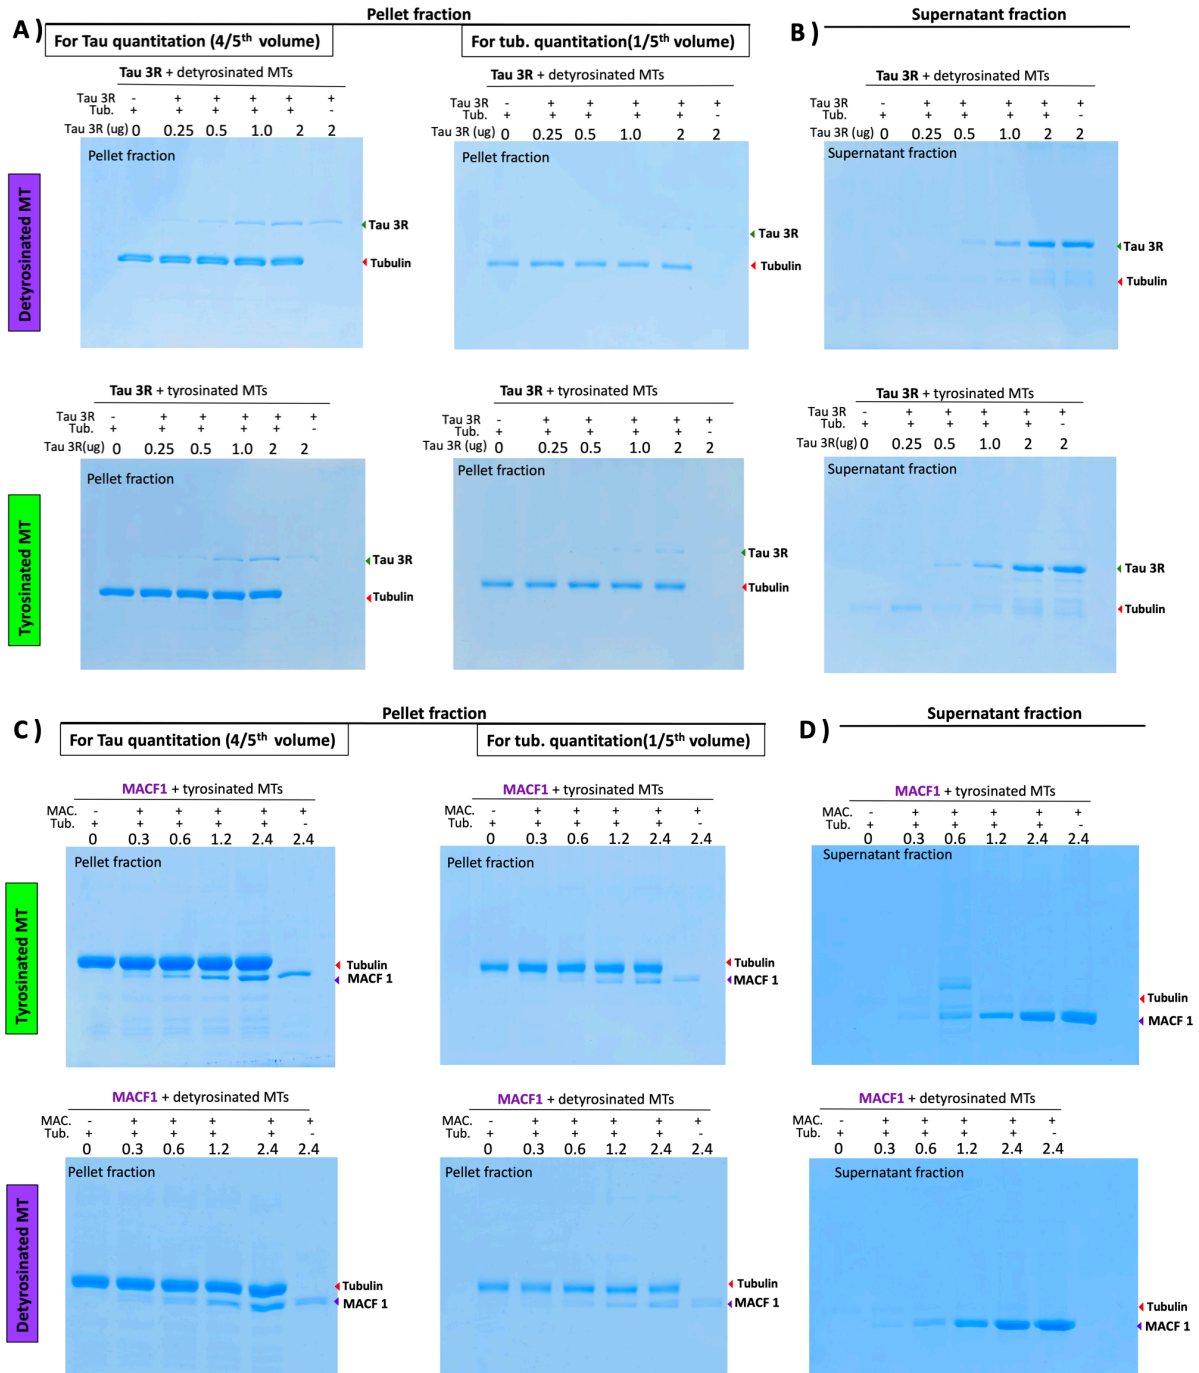 Pellet fraction
Supernatant fraction
A )
B )
For Tau quantitation (4/5th volume)
For tub. quantitation(1/5th volume)
Tau 3R + detyrosinated MTs
Tau 3R - + + + + +
Tub. + + + + + -
Tau 3R (ug) 0 0.25 0.5 1.0 2 2
Pellet fraction
Tau 3R
Tubulin
Tau 3R + detyrosinated MTs
Tau 3R - + + + + +
Tub. + + + + + -
Tau 3R (ug) 0 0.25 0.5 1.0 2 2
Pellet fraction
Tau 3R
Tubulin
Tau 3R + detyrosinated MTs
Tau 3R - + + + + +
Tub. + + + + + -
Tau 3R (ug) 0 0.25 0.5 1.0 2 2
Supernatant fraction
Tau 3R
Tubulin
Detyrosinated MT
Tau 3R + tyrosinated MTs
Tau 3R - + + + + +
Tub. + + + + + -
Tau 3R(ug) 0 0.25 0.5 1.0 2 2
Pellet fraction
Tau 3R
Tubulin
Tau 3R + tyrosinated MTs
Tau 3R - + + + + +
Tub. + + + + + -
Tau 3R(ug) 0 0.25 0.5 1.0 2 2
Pellet fraction
Tau 3R
Tubulin
Tau 3R + tyrosinated MTs
Tau 3R - + + + + +
Tub. + + + + + -
Tau 3R(ug) 0 0.25 0.5 1.0 2 2
Supernatant fraction
Tau 3R
Tubulin
Tyrosinated MT
Pellet fraction
Supernatant fraction
C )
D )
For Tau quantitation (4/5th volume)
For tub. quantitation(1/5th volume)
MACF1 + tyrosinated MTs
MAC. - + + + + +
Tub. + + + + + -
0 0.3 0.6 1.2 2.4 2.4
Pellet fraction
Tubulin
MACF 1
MACF1 + tyrosinated MTs
MAC. - + + + + +
Tub. + + + + + -
0 0.3 0.6 1.2 2.4 2.4
Pellet fraction
Tubulin
MACF 1
MACF1 + tyrosinated MTs
MAC. - + + + + +
Tub. + + + + + -
0 0.3 0.6 1.2 2.4 2.4
Supernatant fraction
Tubulin
MACF 1
Tyrosinated MT
MACF1 + detyrosinated MTs
MAC. - + + + + +
Tub. + + + + + -
0 0.3 0.6 1.2 2.4 2.4
Pellet fraction
Tubulin
MACF 1
MACF1 + detyrosinated MTs
MAC. - + + + + +
Tub. + + + + + -
0 0.3 0.6 1.2 2.4 2.4
Pellet fraction
Tubulin
MACF 1
MACF1 + detyrosinated MTs
MAC. - + + + + +
Tub. + + + + + -
0 0.3 0.6 1.2 2.4 2.4
Supernatant fraction
Tubulin
MACF 1
Detyrosinated MT